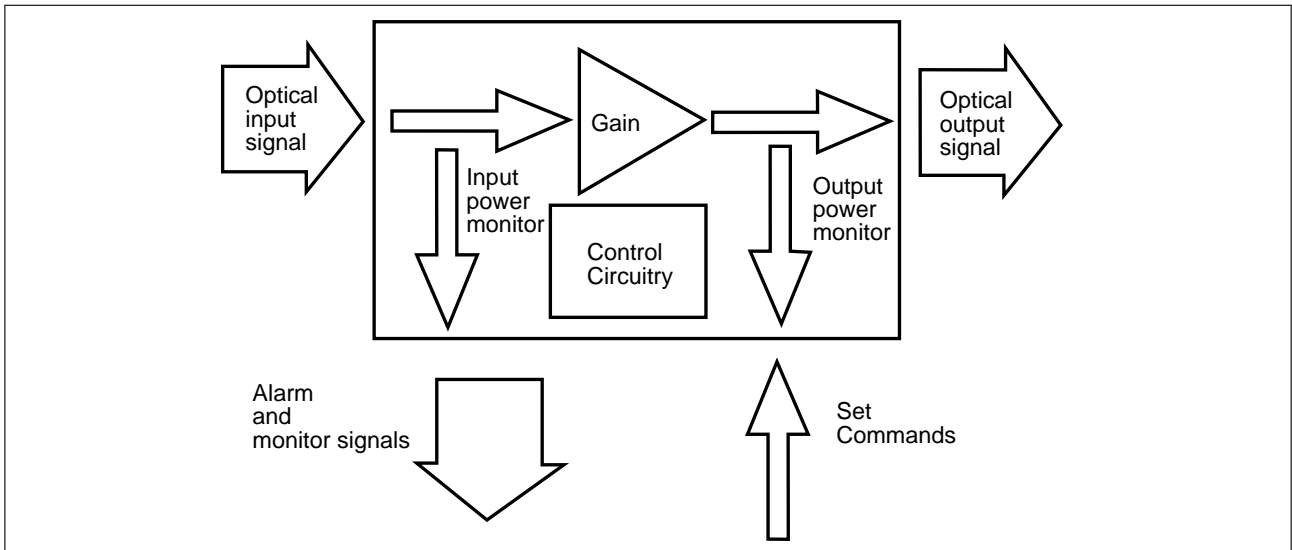 Optical
input
signal
Gain
Optical
output
signal
Input
power
monitor
Output
power
monitor
Control
Circuitry
Alarm
and
monitor signals
Set
Commands